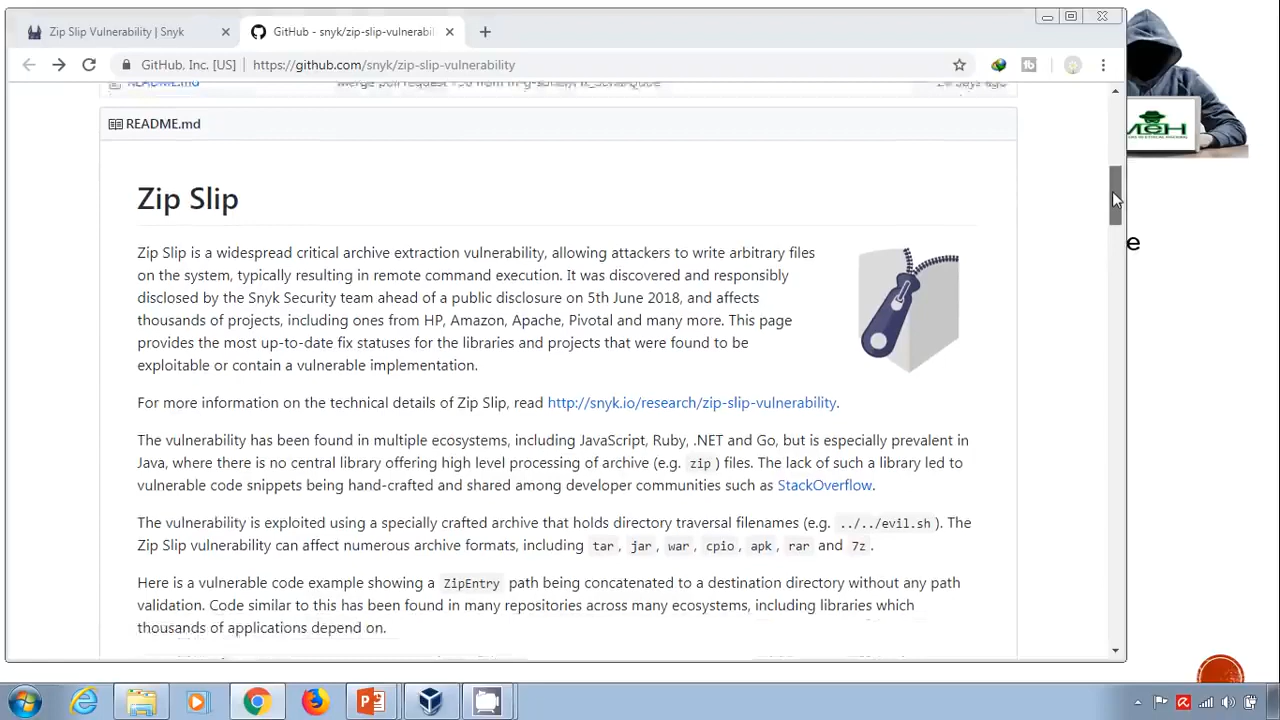 Zip Slip Vulnerability | Snyk
GitHub - snyk/zip-slip-vulnerabil
GitHub, Inc. [US]
https://github.com/snyk/zip-slip-vulnerability
README.md
README.md
Zip Slip
Zip Slip is a widespread critical archive extraction vulnerability, allowing attackers to write arbitrary files
on the system, typically resulting in remote command execution. It was discovered and responsibly
disclosed by the Snyk Security team ahead of a public disclosure on 5th June 2018, and affects
thousands of projects, including ones from HP, Amazon, Apache, Pivotal and many more. This page
provides the most up-to-date fix statuses for the libraries and projects that were found to be
exploitable or contain a vulnerable implementation.
For more information on the technical details of Zip Slip, read http://snyk.io/research/zip-slip-vulnerability.
The vulnerability has been found in multiple ecosystems, including JavaScript, Ruby, .NET and Go, but is especially prevalent in
Java, where there is no central library offering high level processing of archive (e.g. zip ) files. The lack of such a library led to
vulnerable code snippets being hand-crafted and shared among developer communities such as StackOverflow.
The vulnerability is exploited using a specially crafted archive that holds directory traversal filenames (e.g. ../../evil.sh ). The
Zip Slip vulnerability can affect numerous archive formats, including tar , jar , war , cpio , apk , rar and 7z .
Here is a vulnerable code example showing a ZipEntry path being concatenated to a destination directory without any path
validation. Code similar to this has been found in many repositories across many ecosystems, including libraries which
thousands of applications depend on.
e